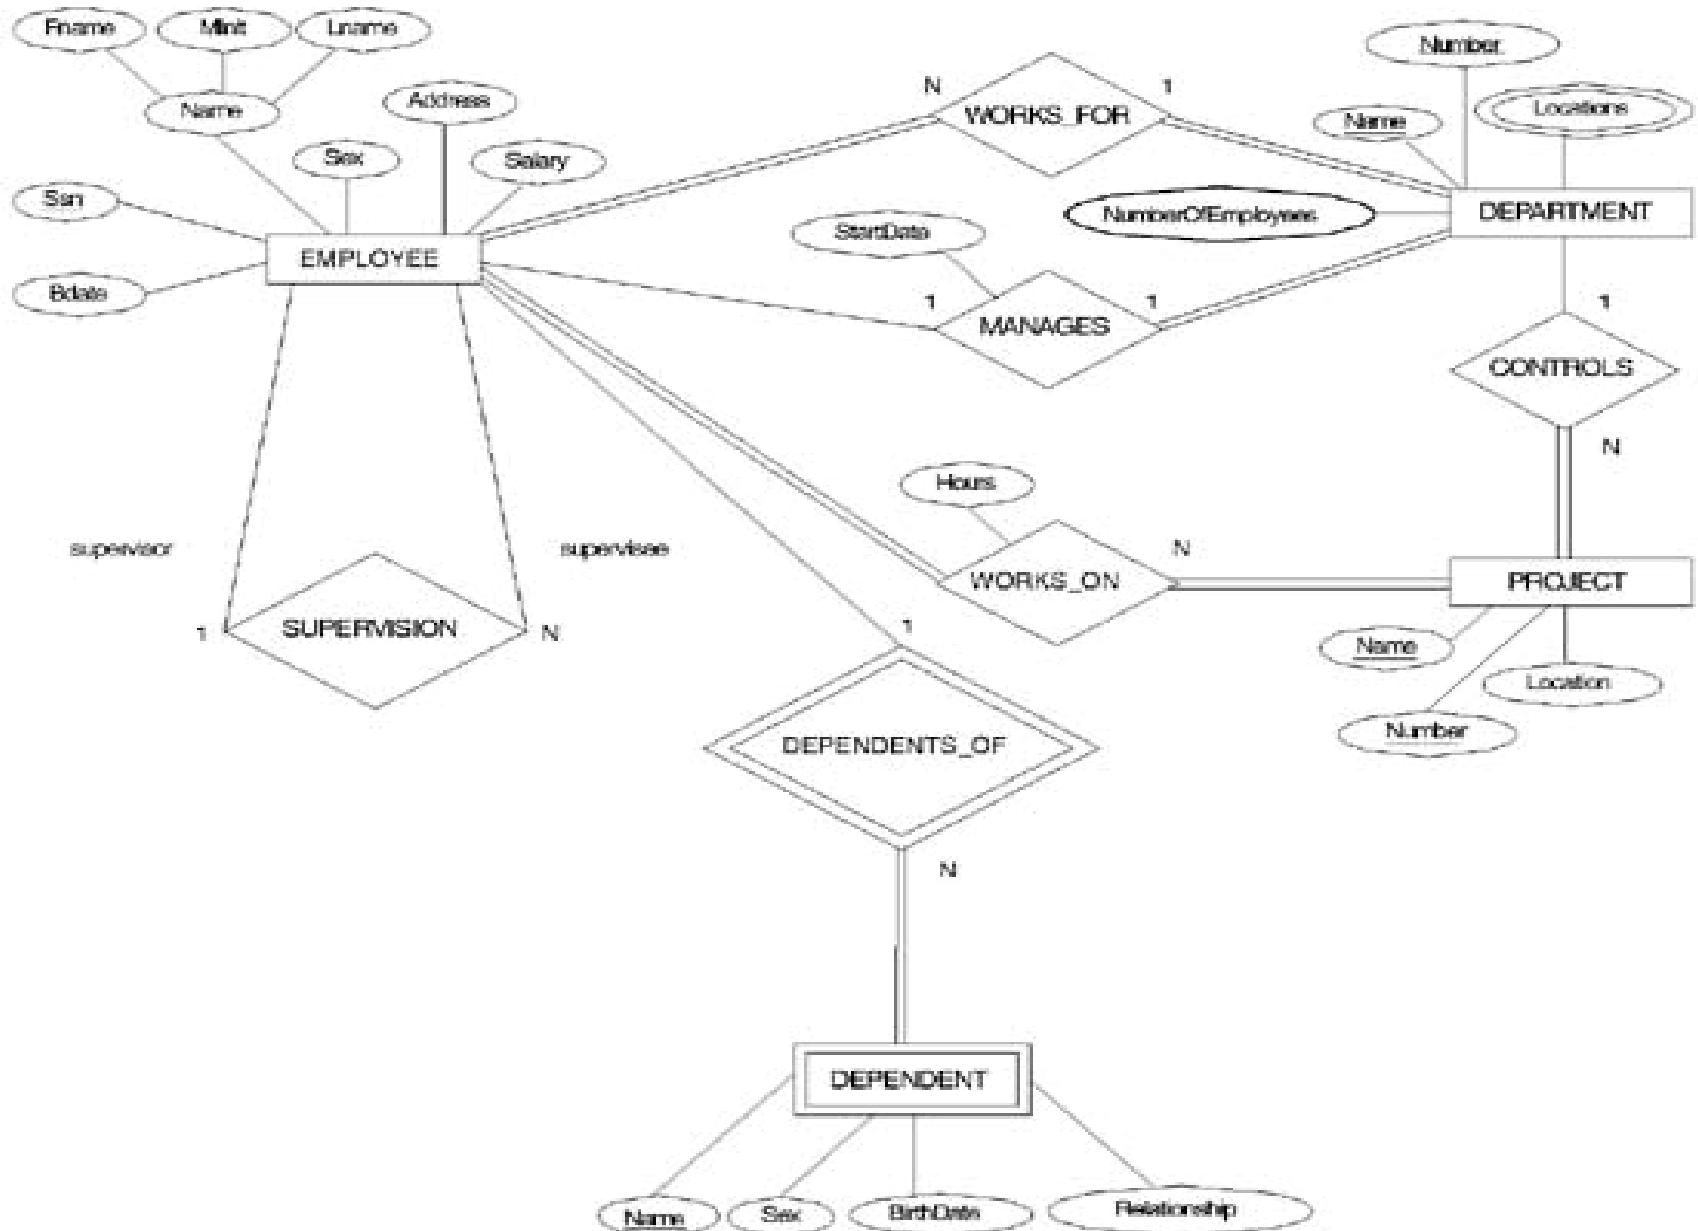 Fname
Minit
Lname
Number
Name
Address
N
1
WORKS_FOR
Locations
Name
Sex
Salary
Ssn
NumberOfEmployees
DEPARTMENT
StartDate
EMPLOYEE
Bdate
1
1
1
MANAGES
CONTROLS
N
Hours
supervisor
supervisee
N
WORKS_ON
PROJECT
1
SUPERVISION
N
1
Name
Location
Number
DEPENDENTS_OF
N
DEPENDENT
Name
Sex
BirthDate
Relationship